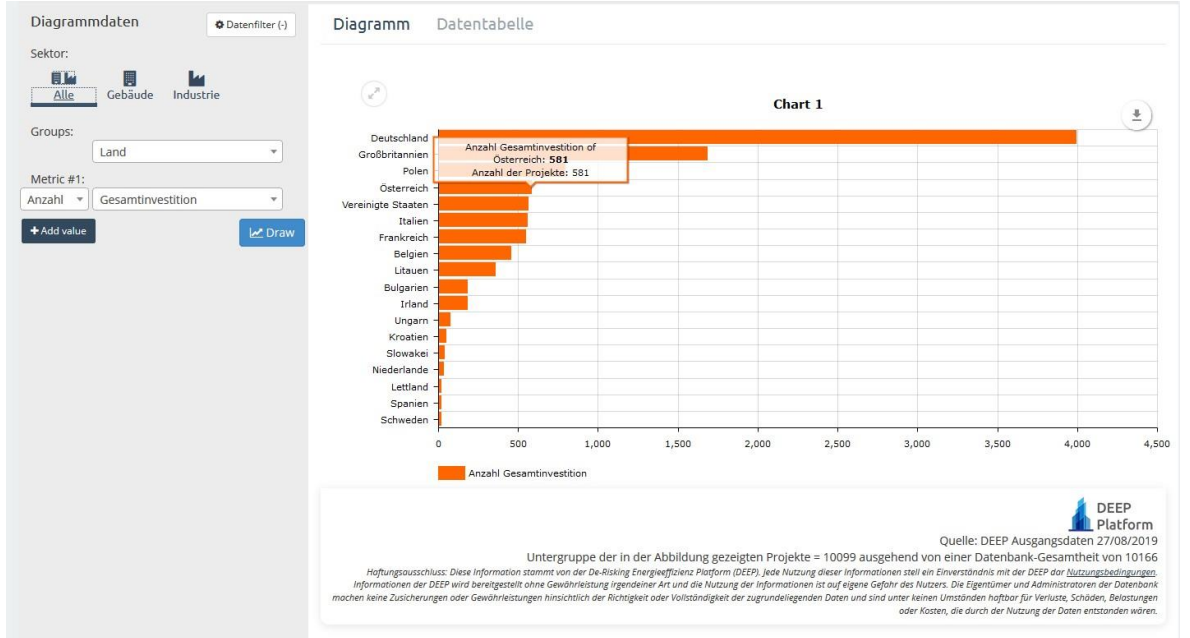 Diagrammdaten
Datenfilter (-)
Sektor:
Alle
Gebäude
Industrie
Groups:
Land
Metric #1:
Anzahl
Gesamtinvestition
+ Add value
Draw
Diagramm
Datentabelle
Chart 1
Deutschland
Großbritannien
Polen
Österreich
Vereinigte Staaten
Italien
Frankreich
Belgien
Litauen
Bulgarien
Irland
Ungarn
Kroatien
Slowakei
Niederlande
Lettland
Spanien
Schweden
Anzahl Gesamtinvestition of
Österreich: 581
Anzahl der Projekte: 581
0 500 1,000 1,500 2,000 2,500 3,000 3,500 4,000 4,500
Anzahl Gesamtinvestition
DEEP
Platform
Quelle: DEEP Ausgangsdaten 27/08/2019
Untergruppe der in der Abbildung gezeigten Projekte = 10099 ausgehend von einer Datenbank-Gesamtheit von 10166
Haftungsausschluss: Diese Information stammt von der De-Risking Energieeffizienz Platform (DEEP). Jede Nutzung dieser Informationen stell ein Einverständnis mit der DEEP dar Nutzungsbedingungen.
Informationen der DEEP wird bereitgestellt ohne Gewährleistung irgendeiner Art und die Nutzung der Informationen ist auf eigene Gefahr des Nutzers. Die Eigentümer und Administratoren der Datenbank
machen keine Zusicherungen oder Gewährleistungen hinsichtlich der Richtigkeit oder Vollständigkeit der zugrundeliegenden Daten und sind unter keinen Umständen haftbar für Verluste, Schäden, Belastungen
oder Kosten, die durch der Nutzung der Daten entstanden wären.